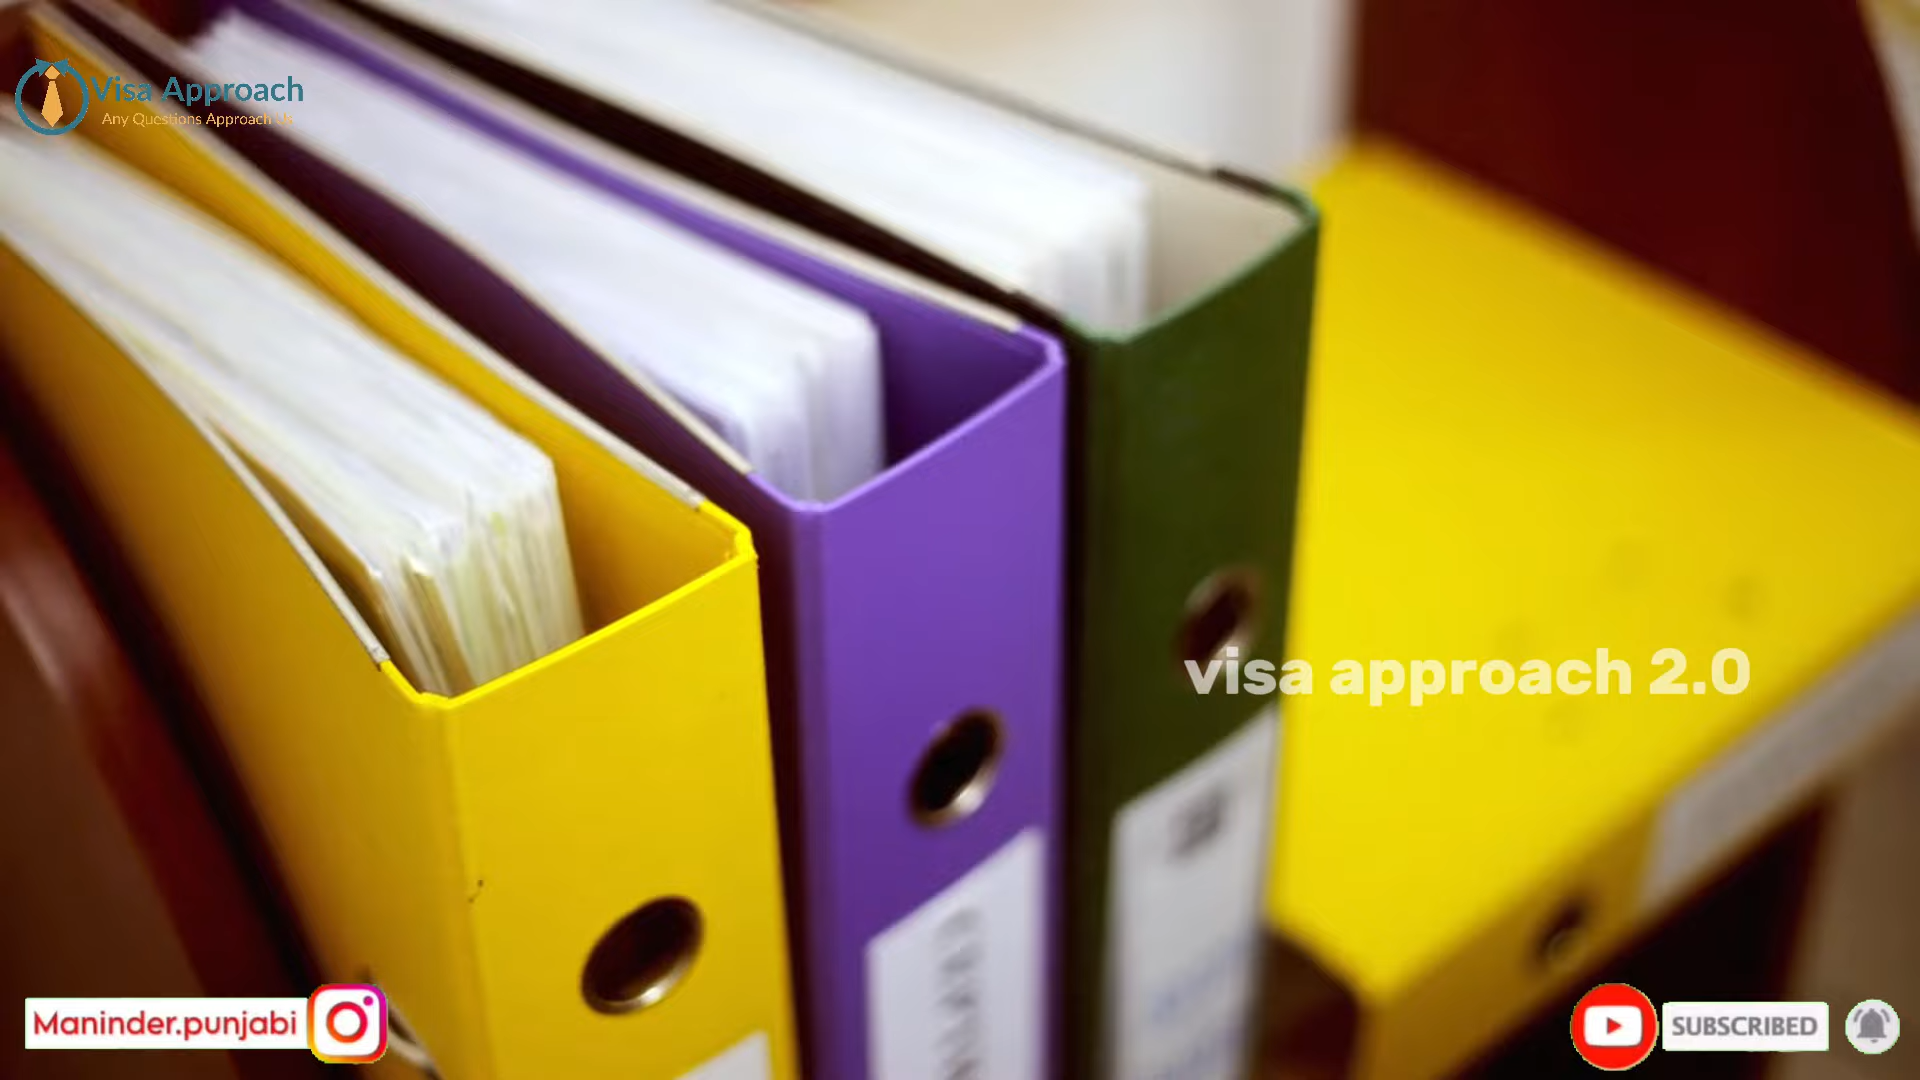 Visa Approach
Any Questions Approach Us
visa approach 2.0
Maninder.punjabi
SUBSCRIBED